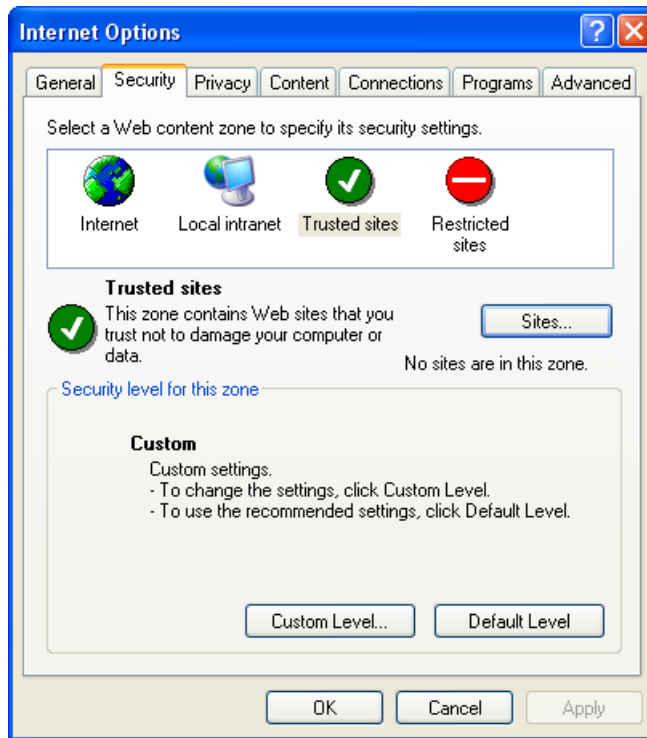 Internet Options
General Security Privacy Content Connections Programs Advanced
Select a Web content zone to specify its security settings.
Internet Local intranet Trusted sites Restricted
sites
Trusted sites
This zone contains Web sites that you
trust not to damage your computer or
data.
Sites...
No sites are in this zone.
Security level for this zone
Custom
Custom settings.
- To change the settings, click Custom Level.
- To use the recommended settings, click Default Level.
Custom Level... Default Level
OK Cancel Apply